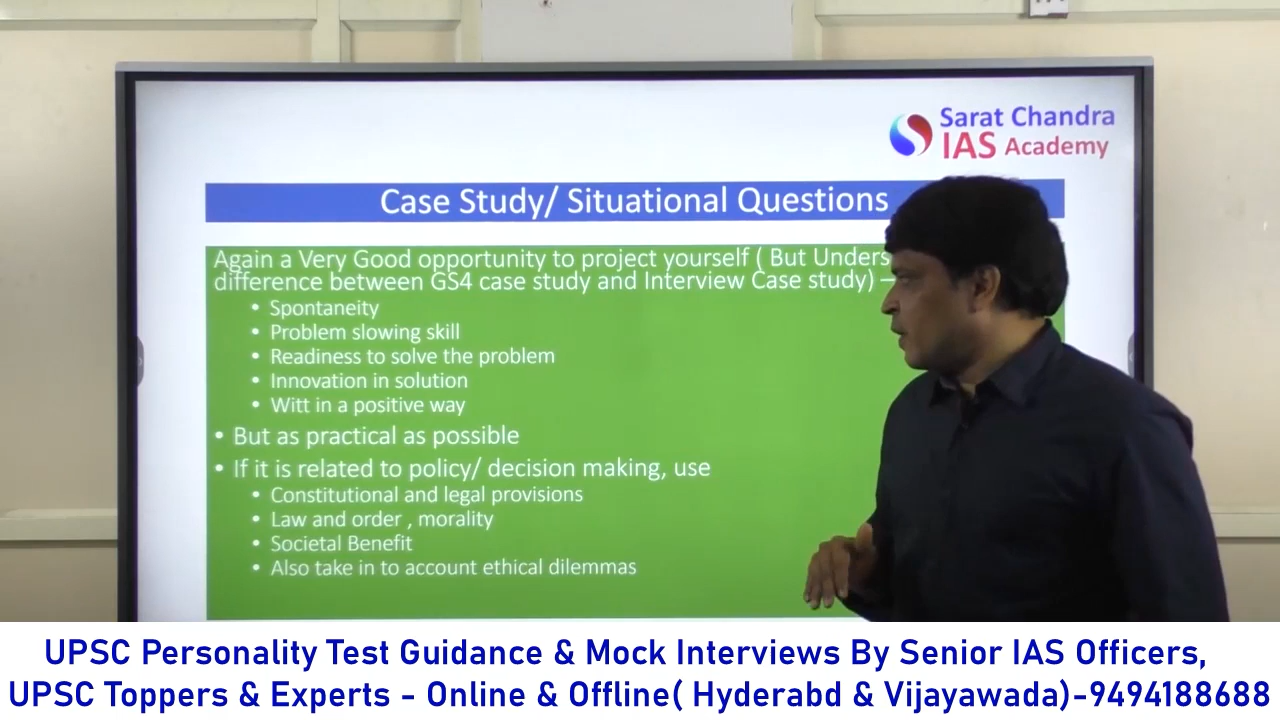 Sarat Chandra
IAS Academy
Case Study/ Situational Questions
Again a Very Good opportunity to project yourself ( But Unders
difference between GS4 case study and Interview Case study) –
• Spontaneity
• Problem slowing skill
• Readiness to solve the problem
• Innovation in solution
• Witt in a positive way
• But as practical as possible
• If it is related to policy/ decision making, use
• Constitutional and legal provisions
• Law and order , morality
• Societal Benefit
• Also take in to account ethical dilemmas
UPSC Personality Test Guidance & Mock Interviews By Senior IAS Officers,
UPSC Toppers & Experts - Online & Offline( Hyderabd & Vijayawada)-9494188688